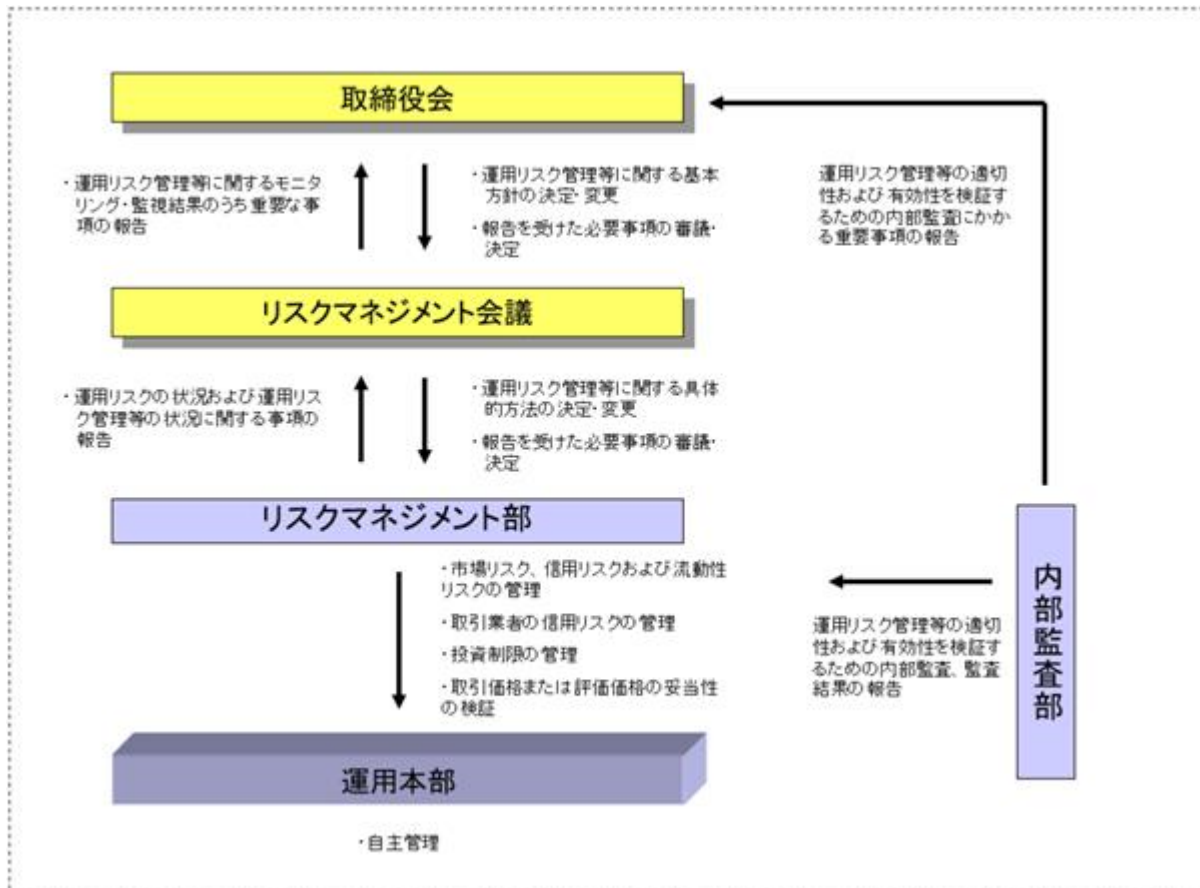 取締役会
・運用リスク管理等に関するモニタ
リング・監視結果のうち重要な事
項の報告
・運用リスク管理等に関する基本
方針の決定・変更
・報告を受けた必要事項の審議・
決定
運用リスク管理等の適切
性および有効性を検証す
るための内部監査にかか
る重要事項の報告
リスクマネジメント会議
・運用リスクの状況および運用リス
ク管理等の状況に関する事項の
報告
・運用リスク管理等に関する具体
的方法の決定・変更
・報告を受けた必要事項の審議・
決定
リスクマネジメント部
・市場リスク、信用リスクおよび流動性
リスクの管理
・取引業者の信用リスクの管理
・投資制限の管理
・取引価格または評価価格の妥当性
の検証
運用リスク管理等の適切
性および有効性を検証す
るための内部監査、監査
結果の報告
内部監査部
運用本部
・自主管理